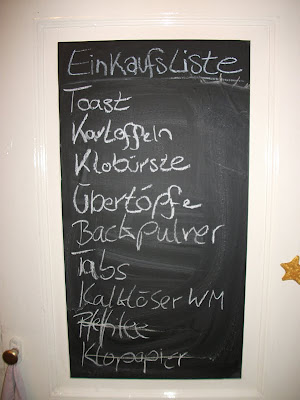 Einkaufsliste
Toast
Kartoffeln
Klobürste
Übertöpfe
Backpulver
Tabs
Kalklöser WM
Klopapier